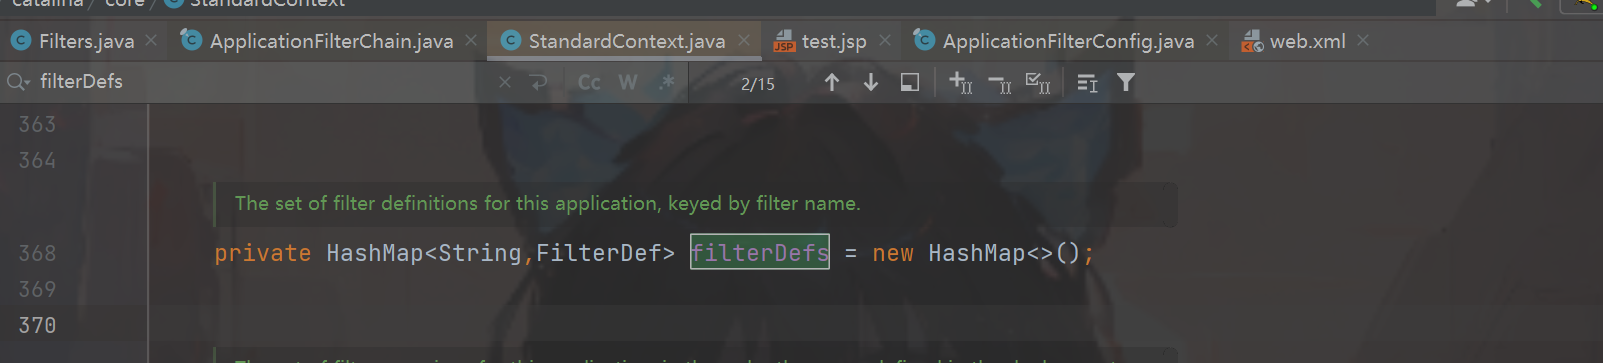 catalina / core / StandardContext
Filters.java ApplicationFilterChain.java StandardContext.java test.jsp ApplicationFilterConfig.java web.xml
filterDefs Cc W .* 2/15
363
364
The set of filter definitions for this application, keyed by filter name.
368 private HashMap<String,FilterDef> filterDefs = new HashMap<>();
369
370